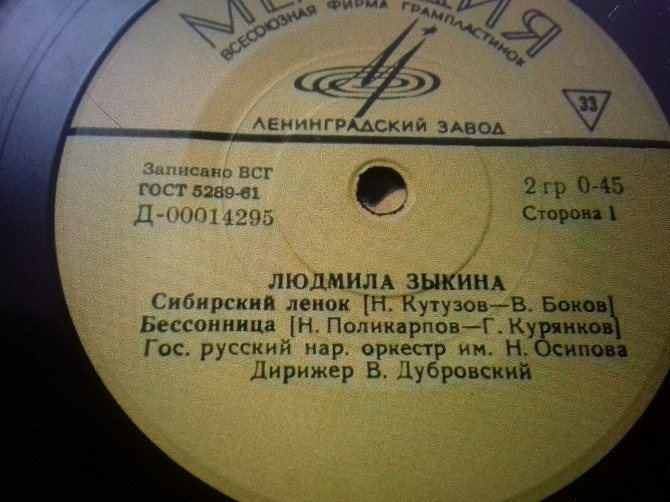 МЕЛОДИЯ
ВСЕСОЮЗНАЯ ФИРМА ГРАМПЛАСТИНОК
33
ЛЕНИНГРАДСКИЙ ЗАВОД
Записано ВСГ
ГОСТ 5289-61
Д-00014295
2 гр 0-45
Сторона 1
ЛЮДМИЛА ЗЫКИНА
Сибирский ленок [Н. Кутузов—В. Боков]
Бессонница [Н. Поликарпов—Г. Курянков]
Гос. русский нар. оркестр им. Н. Осипова
Дирижер В. Дубровский